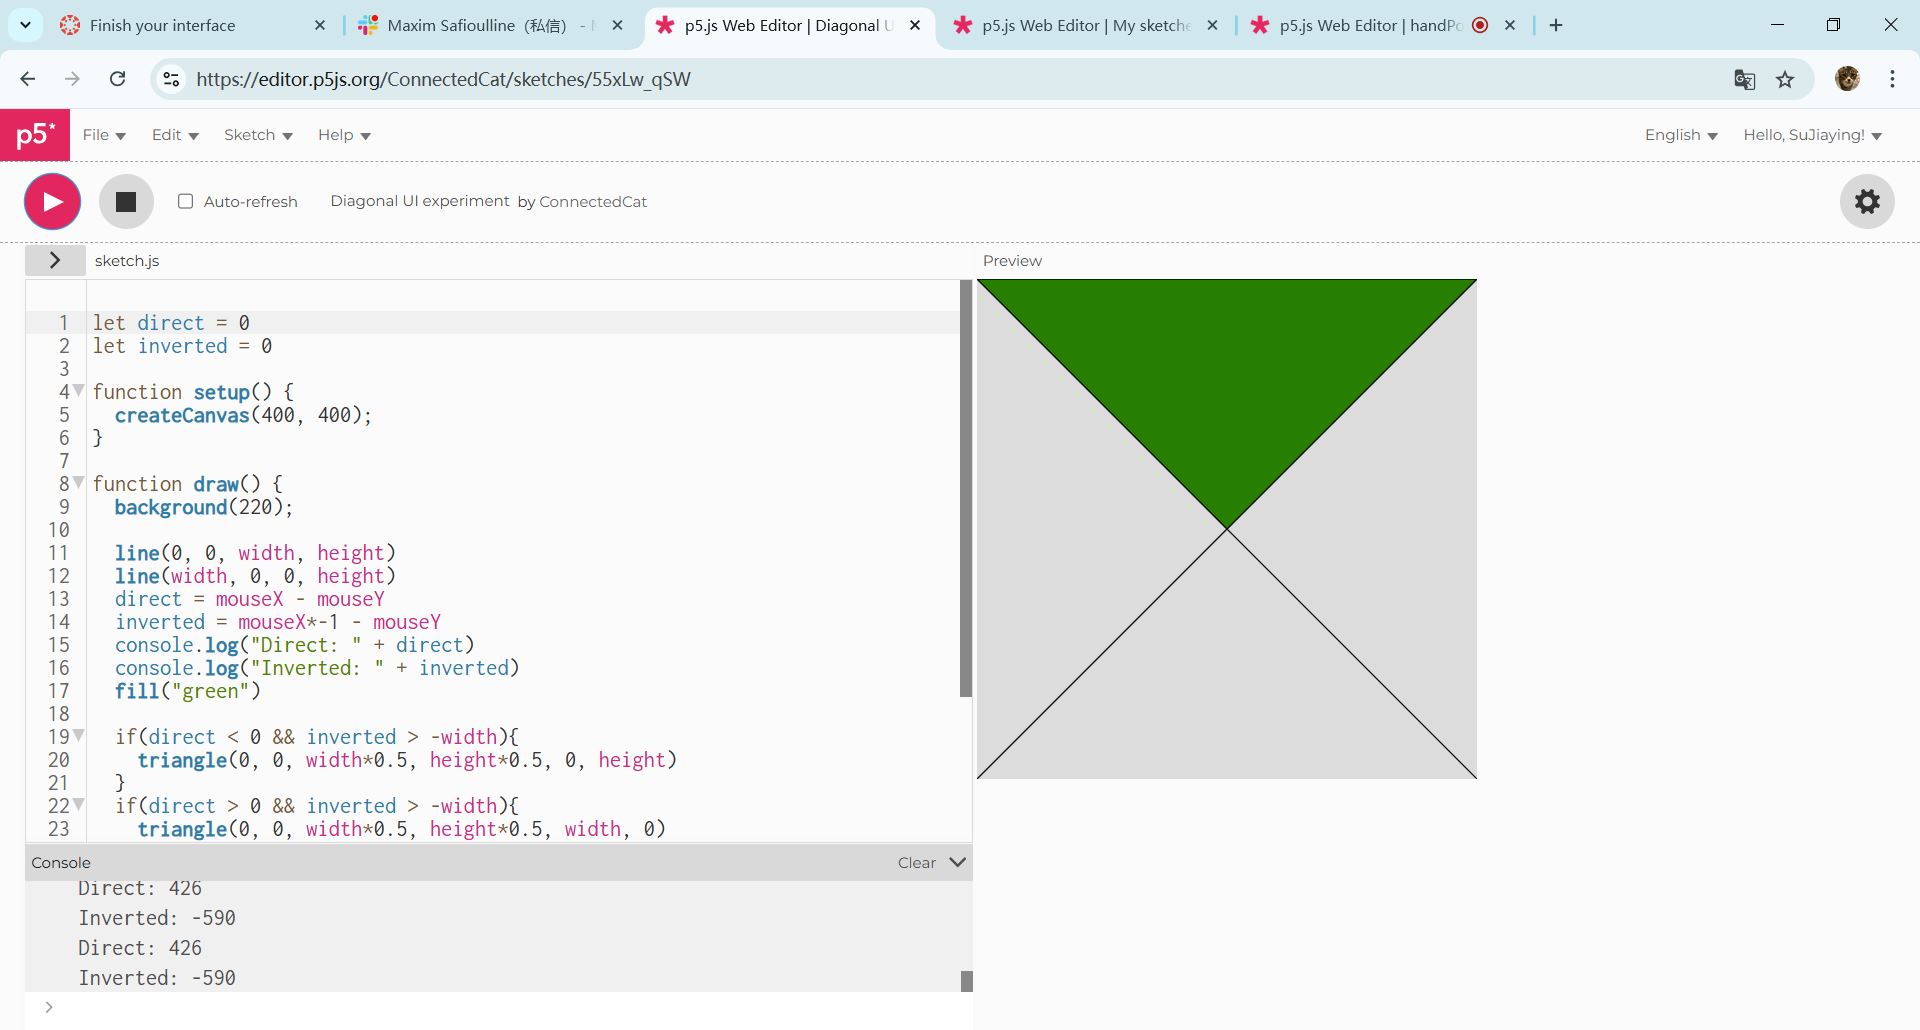 Finish your interface
Maxim Safioulline（私信） -
p5.js Web Editor | Diagonal U
p5.js Web Editor | My sketche
p5.js Web Editor | handPo
https://editor.p5js.org/ConnectedCat/sketches/55xLw_qSW
p5* File Edit Sketch Help English Hello, SuJiaying!
Auto-refresh Diagonal UI experiment by ConnectedCat
> sketch.js
Preview
1 let direct = 0
2 let inverted = 0
3
4 function setup() {
5 createCanvas(400, 400);
6 }
7
8 function draw() {
9 background(220);
10
11 line(0, 0, width, height)
12 line(width, 0, 0, height)
13 direct = mouseX - mouseY
14 inverted = mouseX*-1 - mouseY
15 console.log("Direct: " + direct)
16 console.log("Inverted: " + inverted)
17 fill("green")
18
19 if(direct < 0 && inverted > -width){
20 triangle(0, 0, width*0.5, height*0.5, 0, height)
21 }
22 if(direct > 0 && inverted > -width){
23 triangle(0, 0, width*0.5, height*0.5, width, 0)
Console Clear
Direct: 426
Inverted: -590
Direct: 426
Inverted: -590
>